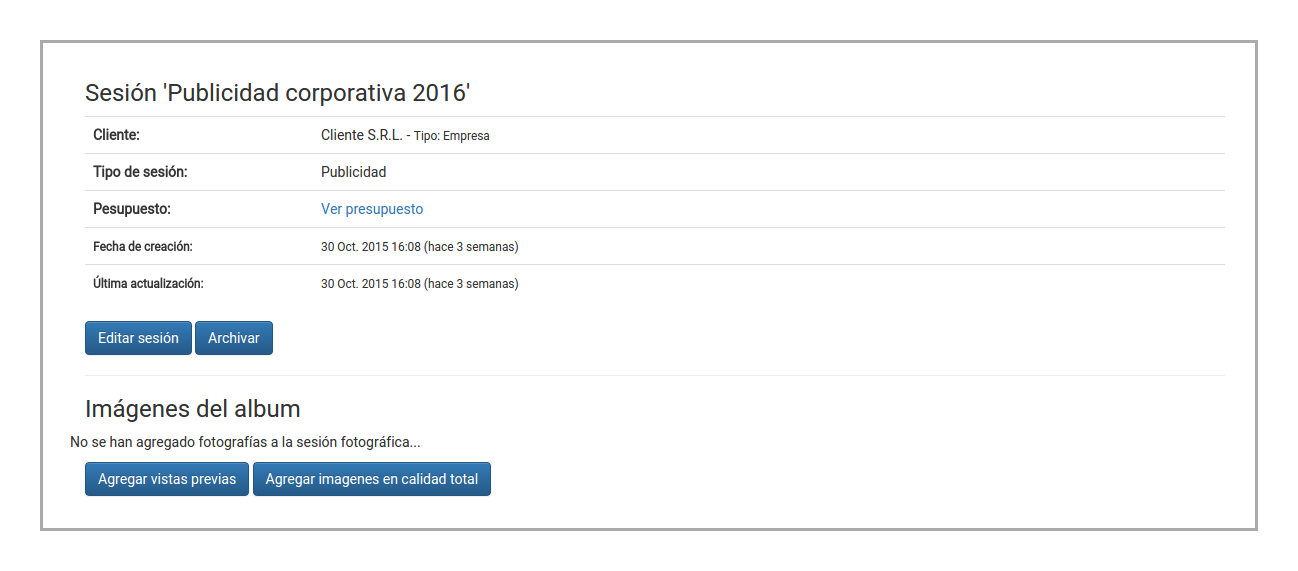 Sesión 'Publicidad corporativa 2016'
Cliente: Cliente S.R.L. - Tipo: Empresa
Tipo de sesión: Publicidad
Pesupuesto: Ver presupuesto
Fecha de creación: 30 Oct. 2015 16:08 (hace 3 semanas)
Última actualización: 30 Oct. 2015 16:08 (hace 3 semanas)
Editar sesión Archivar
Imágenes del album
No se han agregado fotografías a la sesión fotográfica...
Agregar vistas previas Agregar imagenes en calidad total